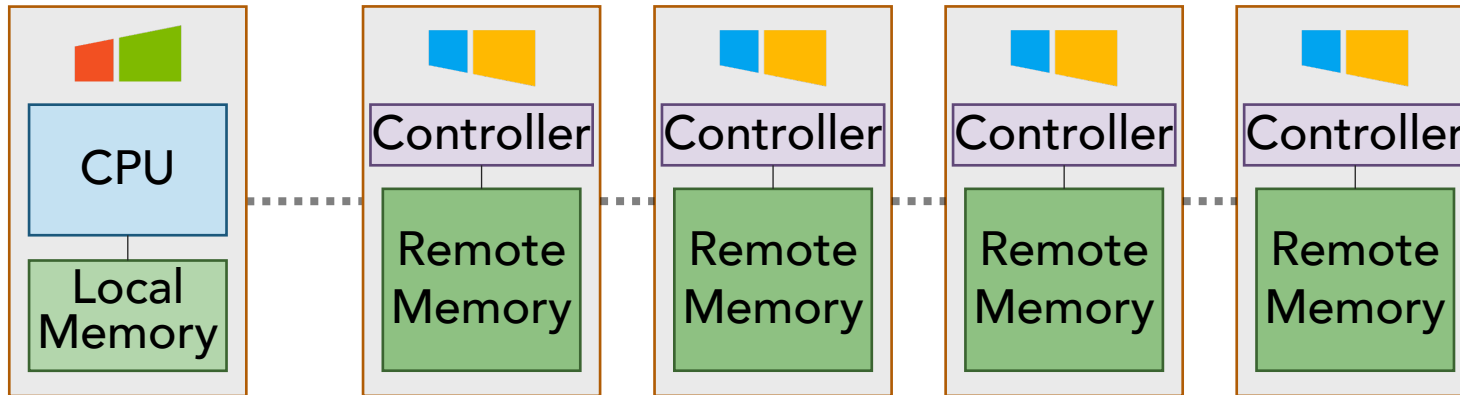 CPU
Local
Memory
Controller
Remote
Memory
Controller
Remote
Memory
Controller
Remote
Memory
Controller
Remote
Memory